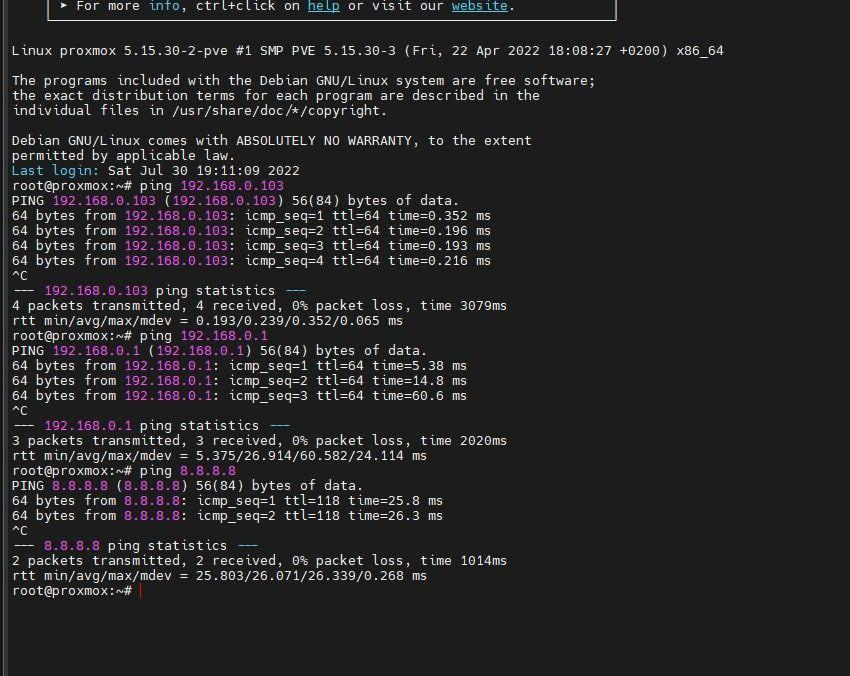 ➤ For more info, ctrl+click on help or visit our website.
Linux proxmox 5.15.30-2-pve #1 SMP PVE 5.15.30-3 (Fri, 22 Apr 2022 18:08:27 +0200) x86_64
The programs included with the Debian GNU/Linux system are free software;
the exact distribution terms for each program are described in the
individual files in /usr/share/doc/*/copyright.
Debian GNU/Linux comes with ABSOLUTELY NO WARRANTY, to the extent
permitted by applicable law.
Last login: Sat Jul 30 19:11:09 2022
root@proxmox:~# ping 192.168.0.103
PING 192.168.0.103 (192.168.0.103) 56(84) bytes of data.
64 bytes from 192.168.0.103: icmp_seq=1 ttl=64 time=0.352 ms
64 bytes from 192.168.0.103: icmp_seq=2 ttl=64 time=0.196 ms
64 bytes from 192.168.0.103: icmp_seq=3 ttl=64 time=0.193 ms
64 bytes from 192.168.0.103: icmp_seq=4 ttl=64 time=0.216 ms
^C
--- 192.168.0.103 ping statistics ---
4 packets transmitted, 4 received, 0% packet loss, time 3079ms
rtt min/avg/max/mdev = 0.193/0.239/0.352/0.065 ms
root@proxmox:~# ping 192.168.0.1
PING 192.168.0.1 (192.168.0.1) 56(84) bytes of data.
64 bytes from 192.168.0.1: icmp_seq=1 ttl=64 time=5.38 ms
64 bytes from 192.168.0.1: icmp_seq=2 ttl=64 time=14.8 ms
64 bytes from 192.168.0.1: icmp_seq=3 ttl=64 time=60.6 ms
^C
--- 192.168.0.1 ping statistics ---
3 packets transmitted, 3 received, 0% packet loss, time 2020ms
rtt min/avg/max/mdev = 5.375/26.914/60.582/24.114 ms
root@proxmox:~# ping 8.8.8.8
PING 8.8.8.8 (8.8.8.8) 56(84) bytes of data.
64 bytes from 8.8.8.8: icmp_seq=1 ttl=118 time=25.8 ms
64 bytes from 8.8.8.8: icmp_seq=2 ttl=118 time=26.3 ms
^C
--- 8.8.8.8 ping statistics ---
2 packets transmitted, 2 received, 0% packet loss, time 1014ms
rtt min/avg/max/mdev = 25.803/26.071/26.339/0.268 ms
root@proxmox:~#